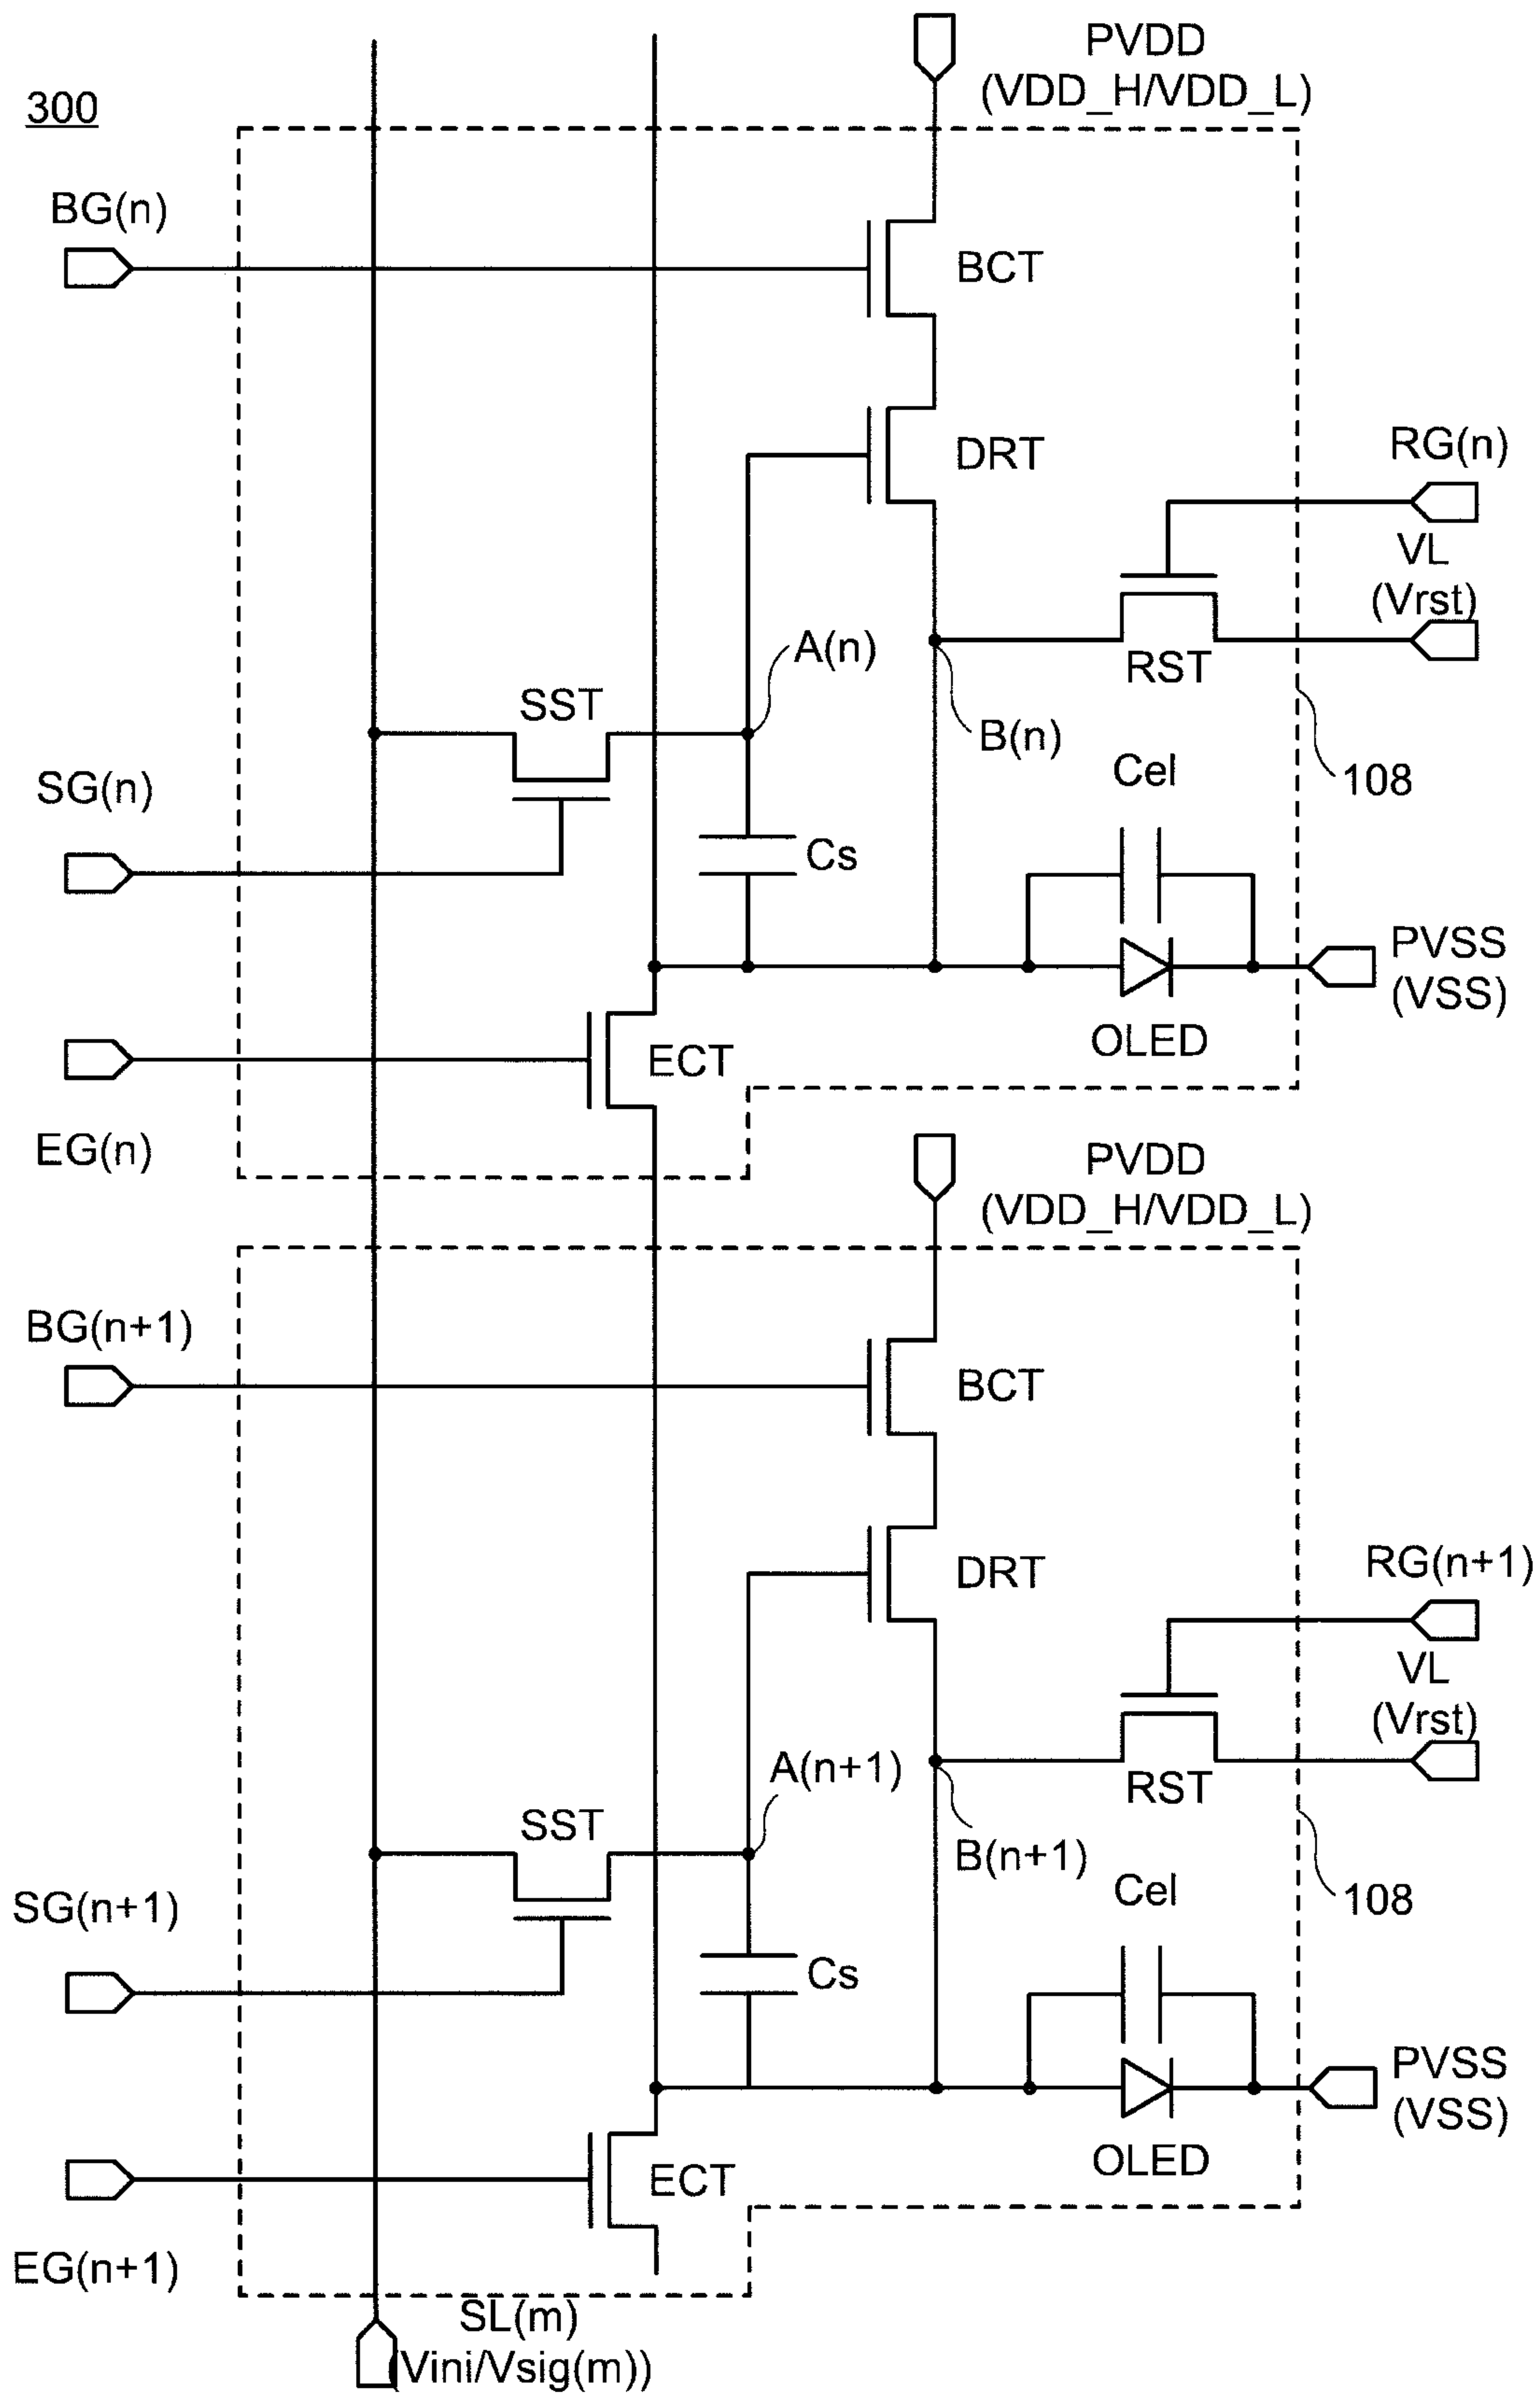 300
PVDD
(VDD_H/VDD_L)
BG(n)
BCT
DRT
RG(n)
VL
(Vrst)
RST
A(n)
B(n)
SST
SG(n)
Cel
108
Cs
PVSS
(VSS)
OLED
ECT
EG(n)
PVDD
(VDD_H/VDD_L)
BG(n+1)
BCT
DRT
RG(n+1)
VL
(Vrst)
RST
A(n+1)
B(n+1)
SST
SG(n+1)
Cel
108
Cs
PVSS
(VSS)
OLED
ECT
EG(n+1)
SL(m)
(Vini/Vsig(m))